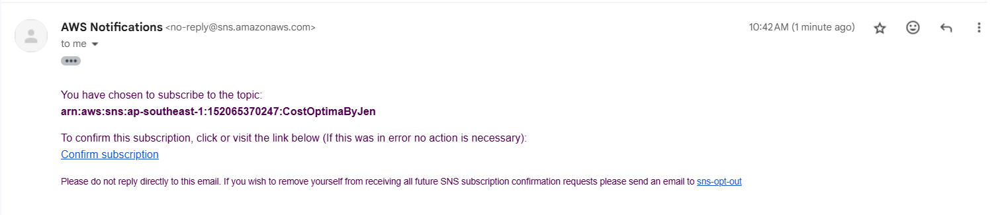 AWS Notifications <no-reply@sns.amazonaws.com>
10:42 AM (1 minute ago)
to me
You have chosen to subscribe to the topic:
arn:aws:sns:ap-southeast-1:152065370247:CostOptimaByJen
To confirm this subscription, click or visit the link below (If this was in error no action is necessary):
Confirm subscription
Please do not reply directly to this email. If you wish to remove yourself from receiving all future SNS subscription confirmation requests please send an email to sns-opt-out